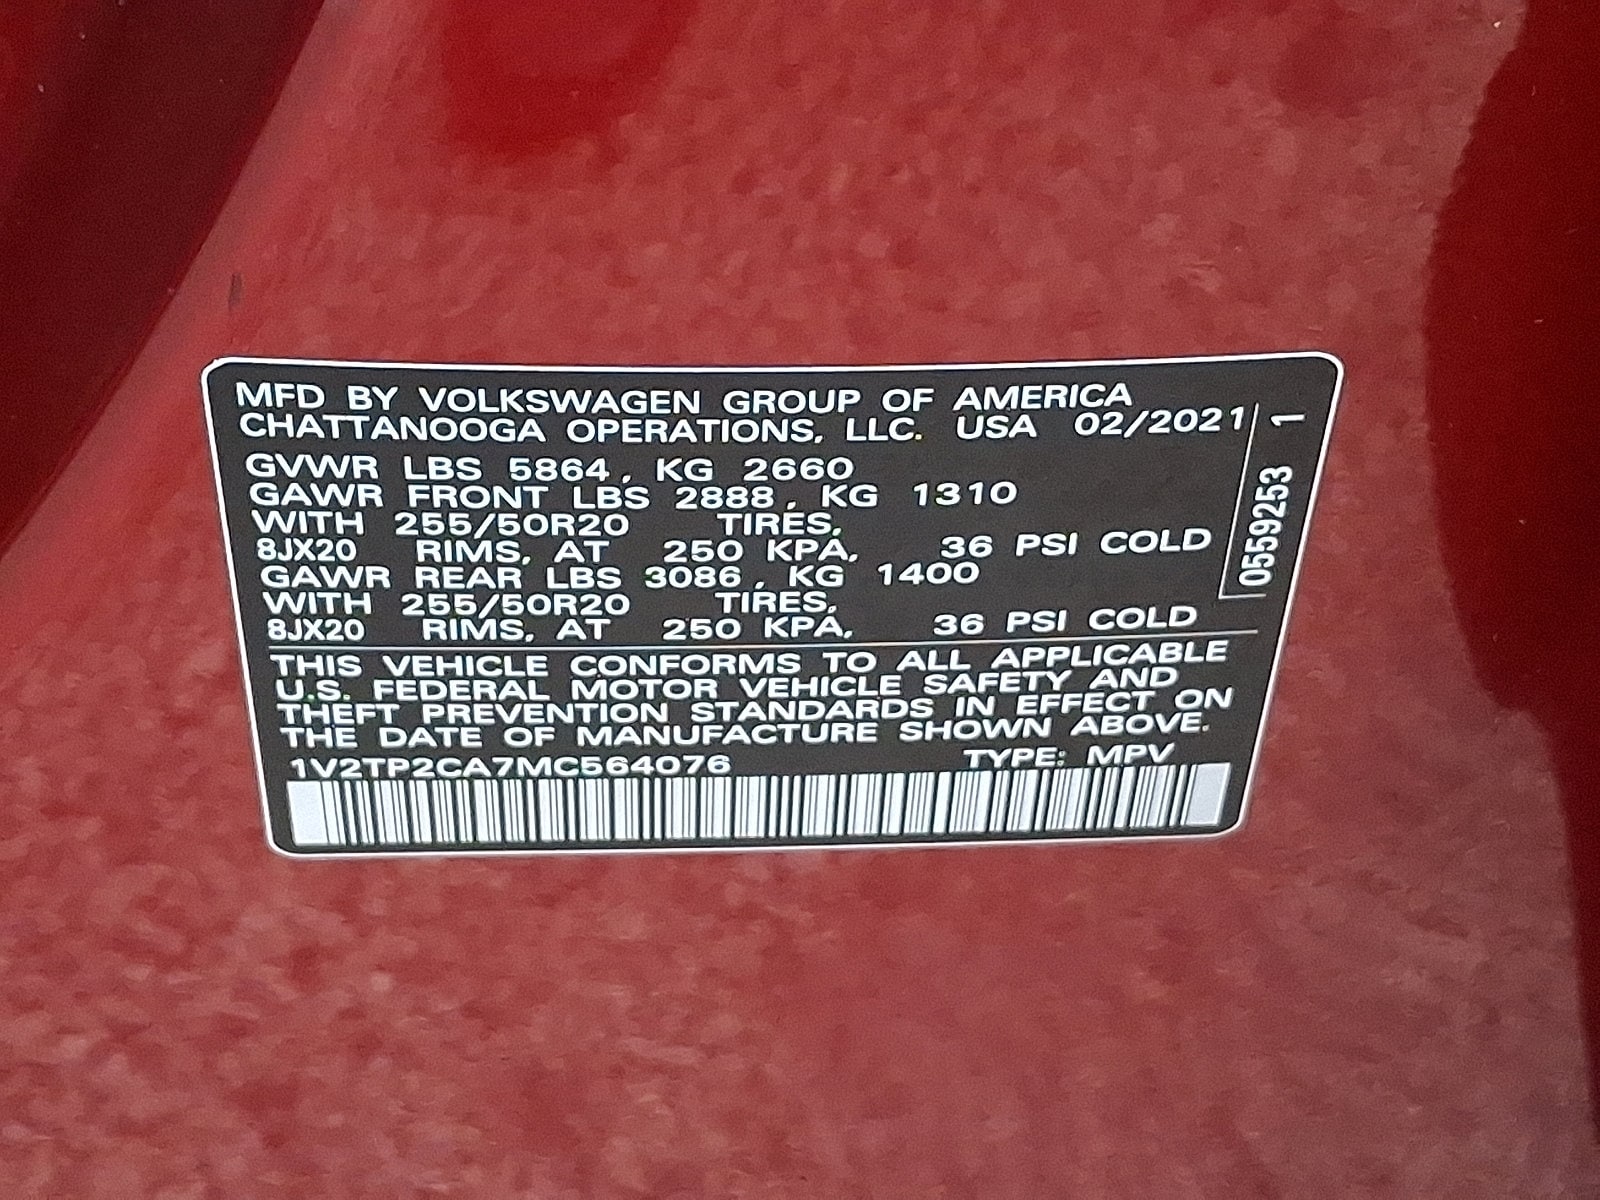 MFD BY VOLKSWAGEN GROUP OF AMERICA
CHATTANOOGA OPERATIONS, LLC. USA 02/2021
GVWR LBS 5864, KG 2660
GAWR FRONT LBS 2888, KG 1310
WITH 255/50R20 TIRES,
8JX20 RIMS, AT 250 KPA, 36 PSI COLD
GAWR REAR LBS 3086, KG 1400
WITH 255/50R20 TIRES,
8JX20 RIMS, AT 250 KPA, 36 PSI COLD
THIS VEHICLE CONFORMS TO ALL APPLICABLE
U.S. FEDERAL MOTOR VEHICLE SAFETY AND
THEFT PREVENTION STANDARDS IN EFFECT ON
THE DATE OF MANUFACTURE SHOWN ABOVE.
1V2TP2CA7MC564076 TYPE: MPV
0559253 1